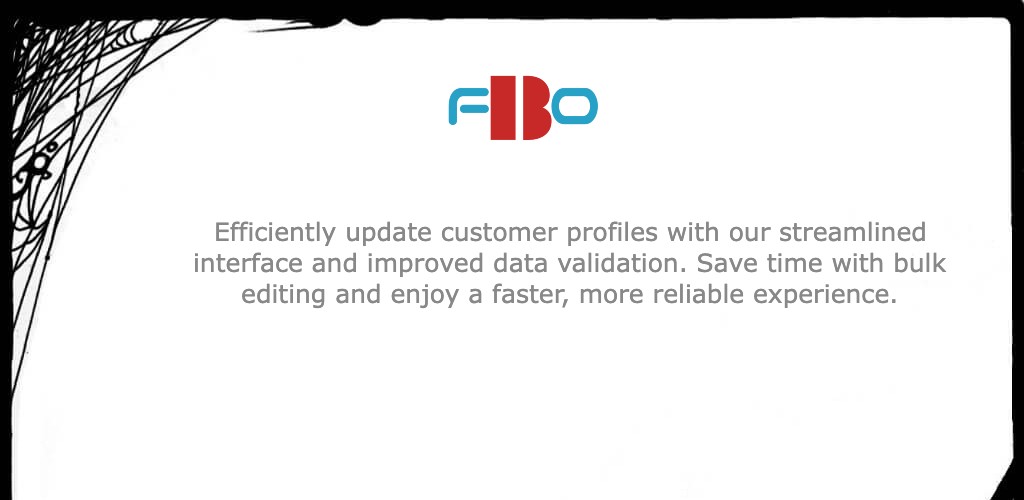 FIBO
Efficiently update customer profiles with our streamlined
interface and improved data validation. Save time with bulk
editing and enjoy a faster, more reliable experience.